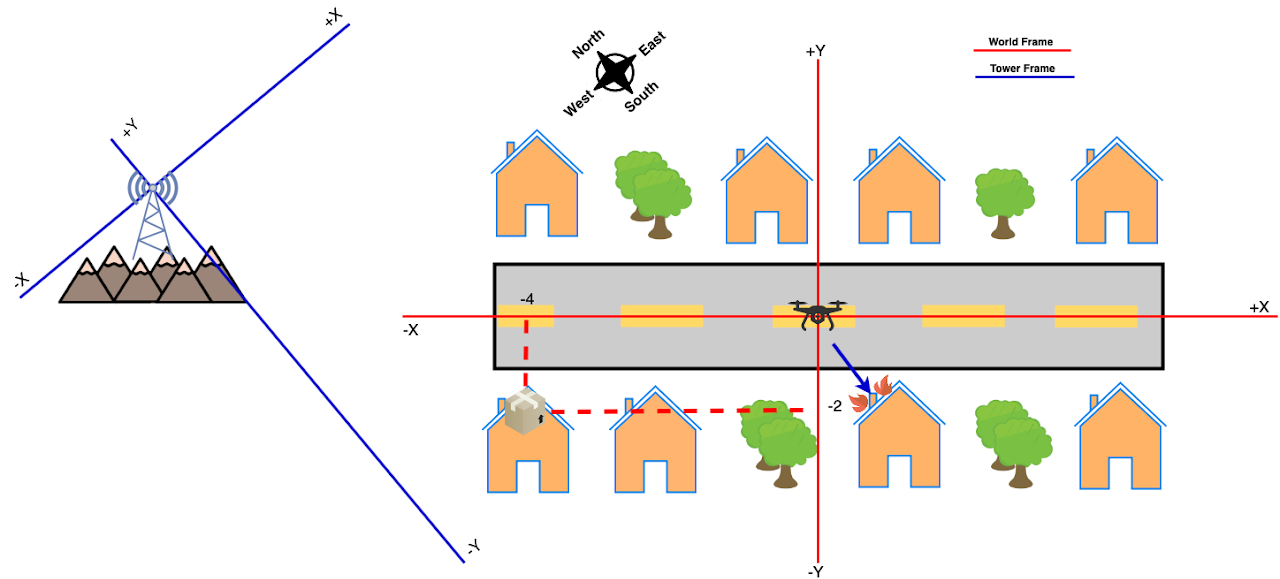 +X
North
East
West
South
+Y
World Frame
Tower Frame
+Y
-X
-4
-X
+X
-2
-Y
-Y